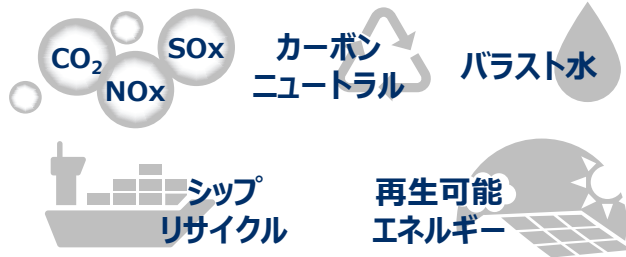 CO₂
NOx
SOx
カーボン
ニュートラル
バラスト水
シップ
リサイクル
再生可能
エネルギー